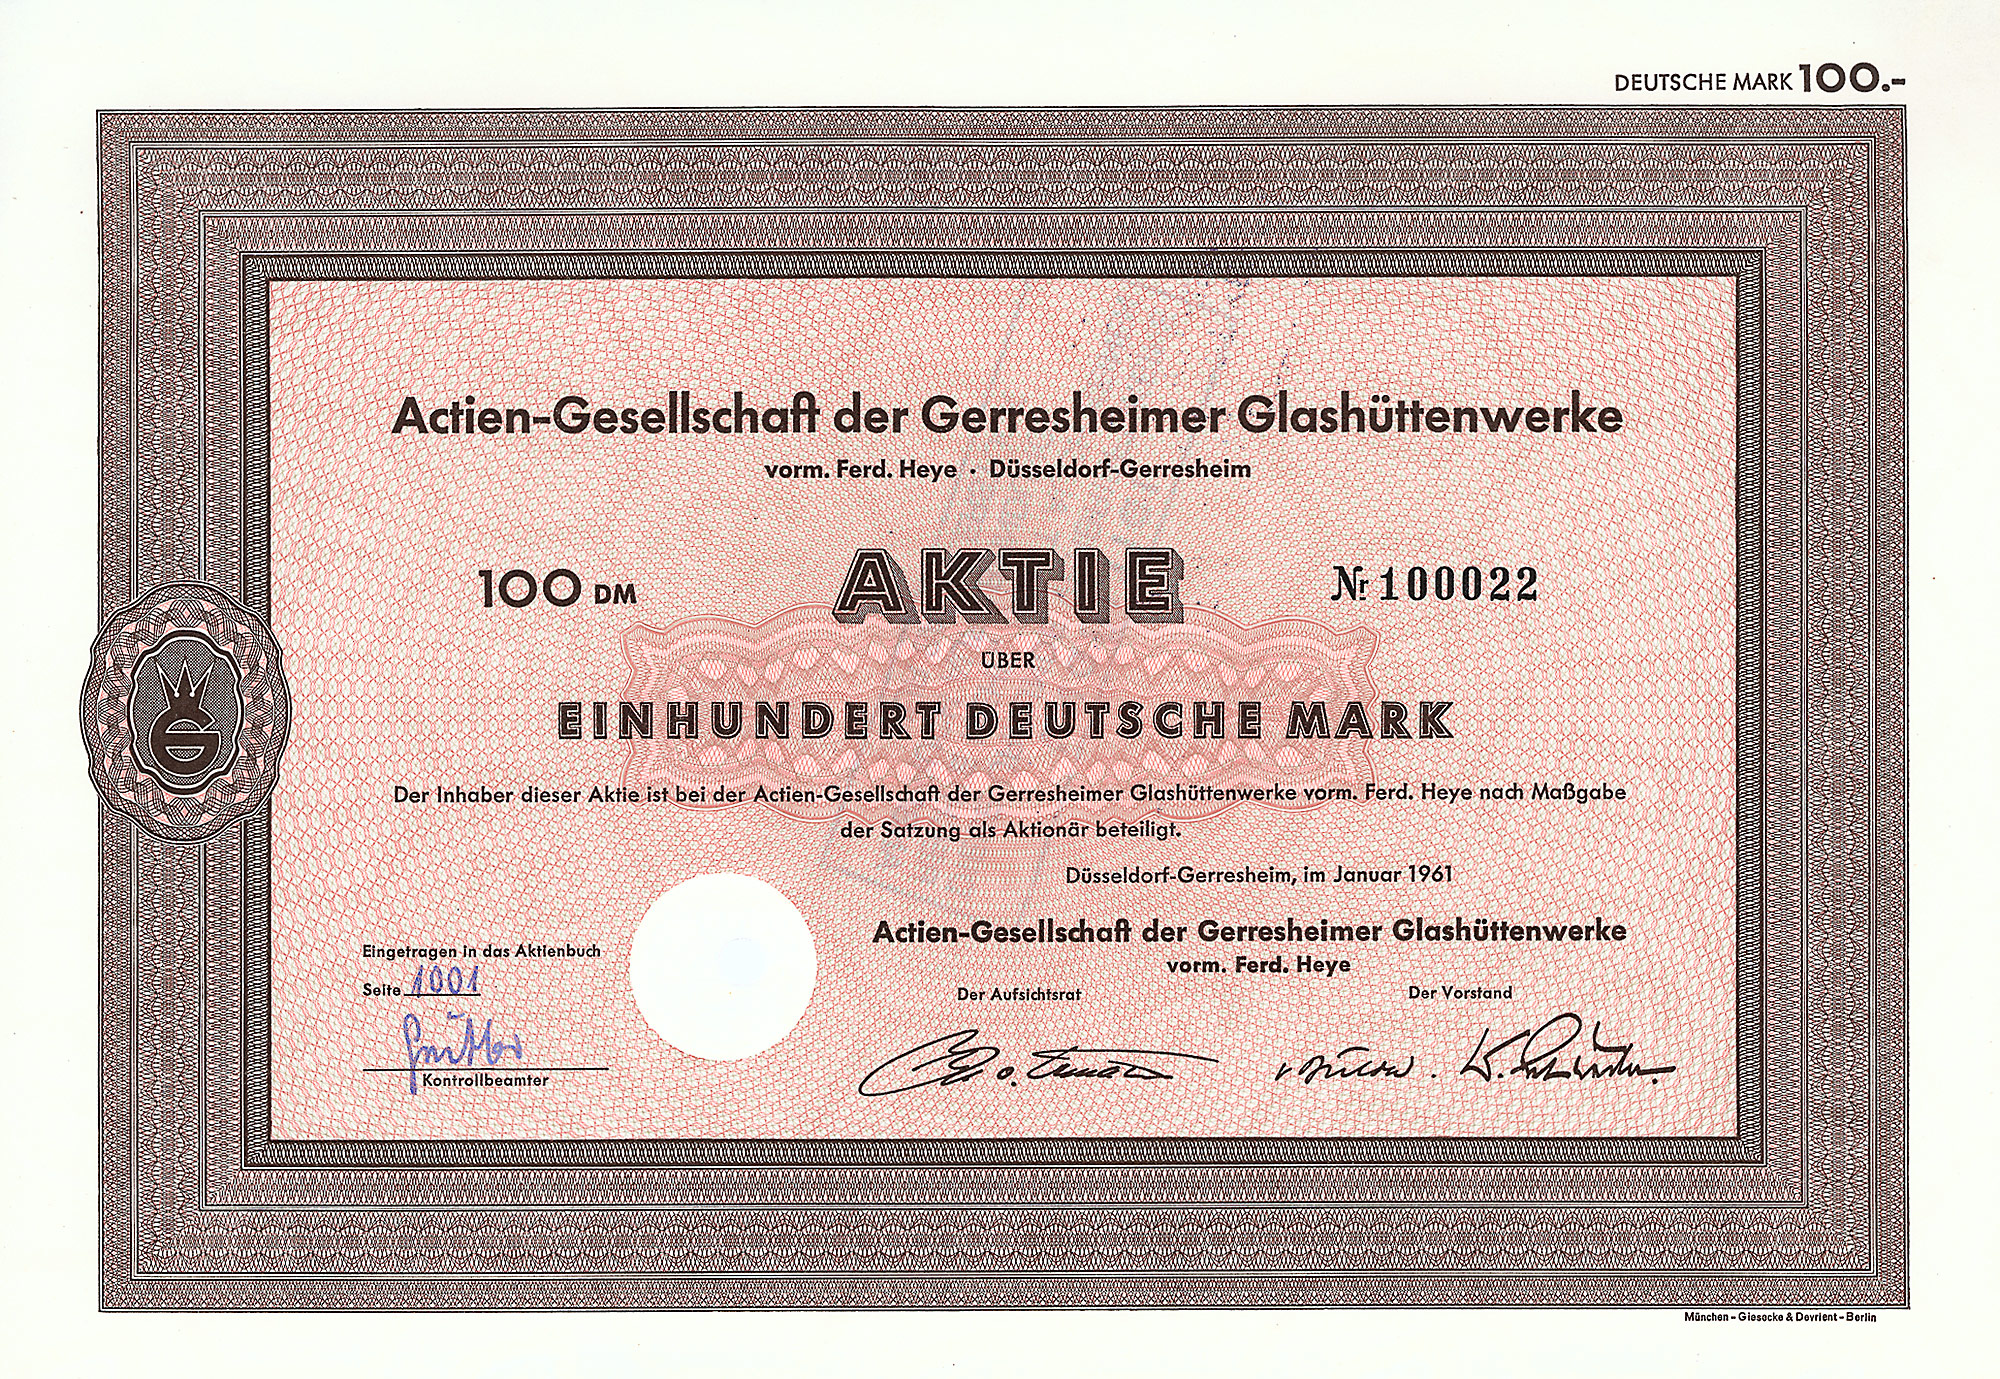 DEUTSCHE MARK 100.-
Actien-Gesellschaft der Gerresheimer Glashüttenwerke
vorm. Ferd. Heye · Düsseldorf-Gerresheim
100 DM AKTIE Nr. 100022
ÜBER
EINHUNDERT DEUTSCHE MARK
G
Der Inhaber dieser Aktie ist bei der Actien-Gesellschaft der Gerresheimer Glashüttenwerke vorm. Ferd. Heye nach Maßgabe
der Satzung als Aktionär beteiligt.
Düsseldorf-Gerresheim, im Januar 1961
Actien-Gesellschaft der Gerresheimer Glashüttenwerke
vorm. Ferd. Heye
Der Aufsichtsrat Der Vorstand
Eingetragen in das Aktienbuch
Seite 1001
Kontrollbeamter
München - Giesecke & Devrient - Berlin